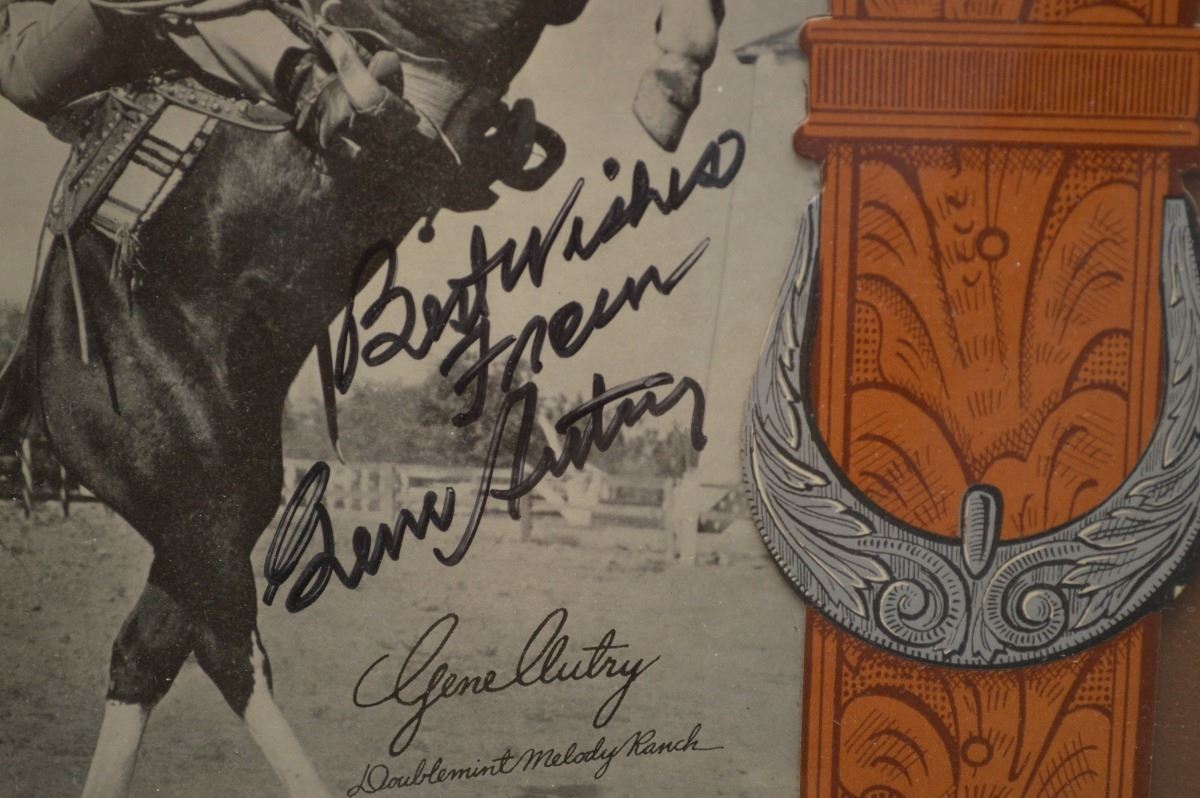 Best Wishes
From
Gene Autry
Gene Autry
Doublemint Melody Ranch